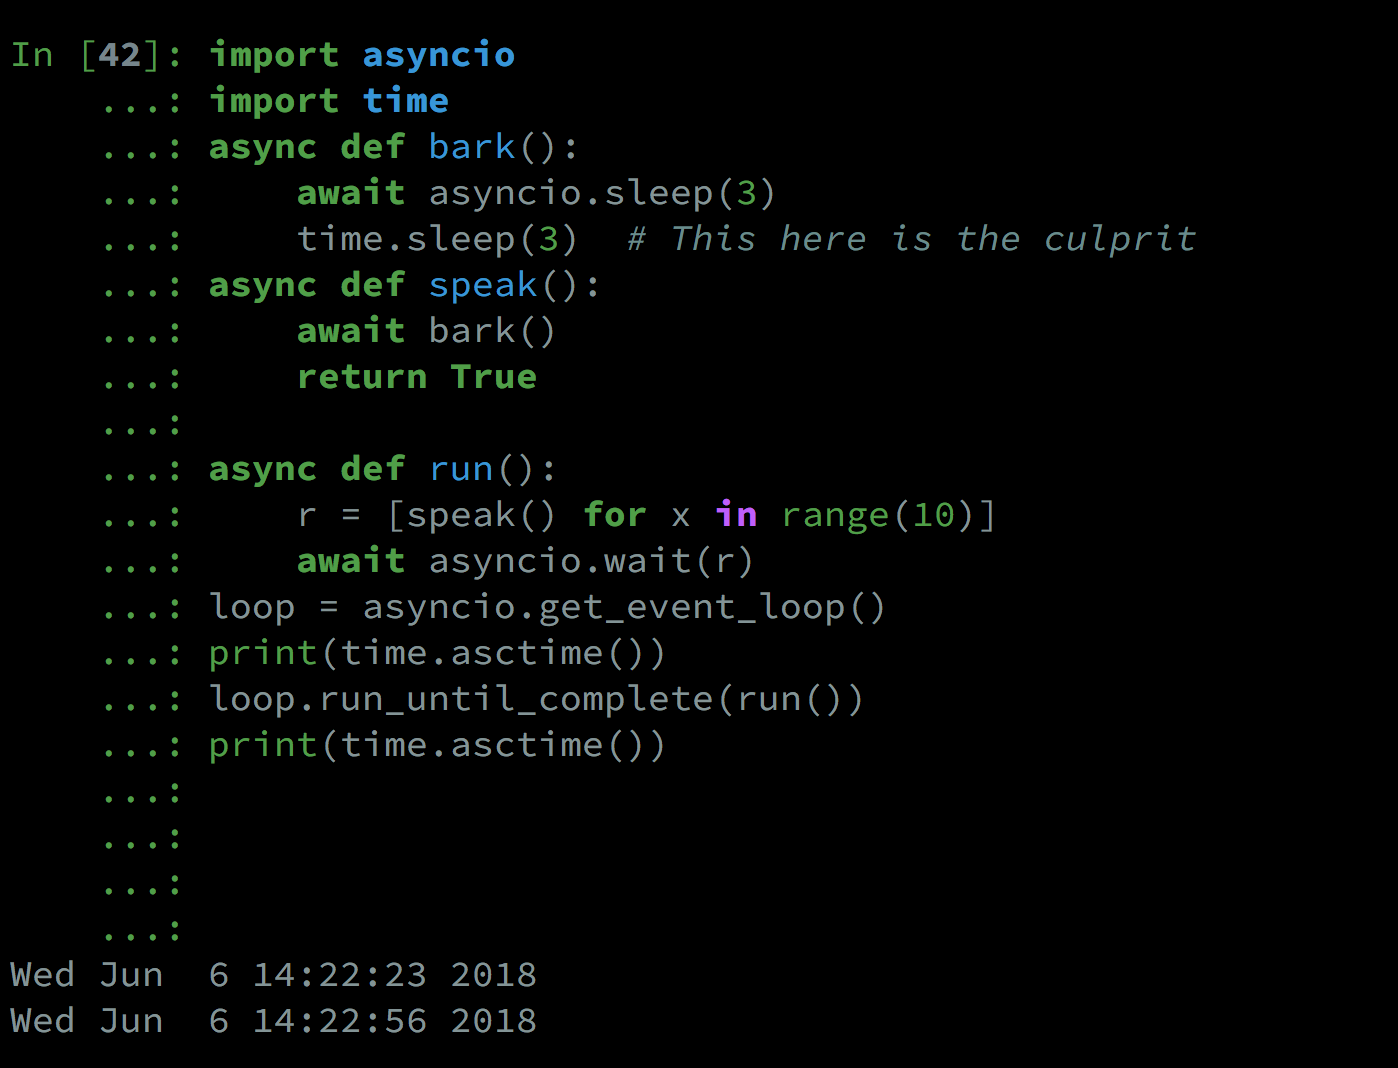 In [42]: import asyncio
    ...: import time
    ...: async def bark():
    ...:     await asyncio.sleep(3)
    ...:     time.sleep(3)  # This here is the culprit
    ...: async def speak():
    ...:     await bark()
    ...:     return True
    ...:
    ...: async def run():
    ...:     r = [speak() for x in range(10)]
    ...:     await asyncio.wait(r)
    ...: loop = asyncio.get_event_loop()
    ...: print(time.asctime())
    ...: loop.run_until_complete(run())
    ...: print(time.asctime())
    ...:
    ...:
    ...:
    ...:
Wed Jun  6 14:22:23 2018
Wed Jun  6 14:22:56 2018